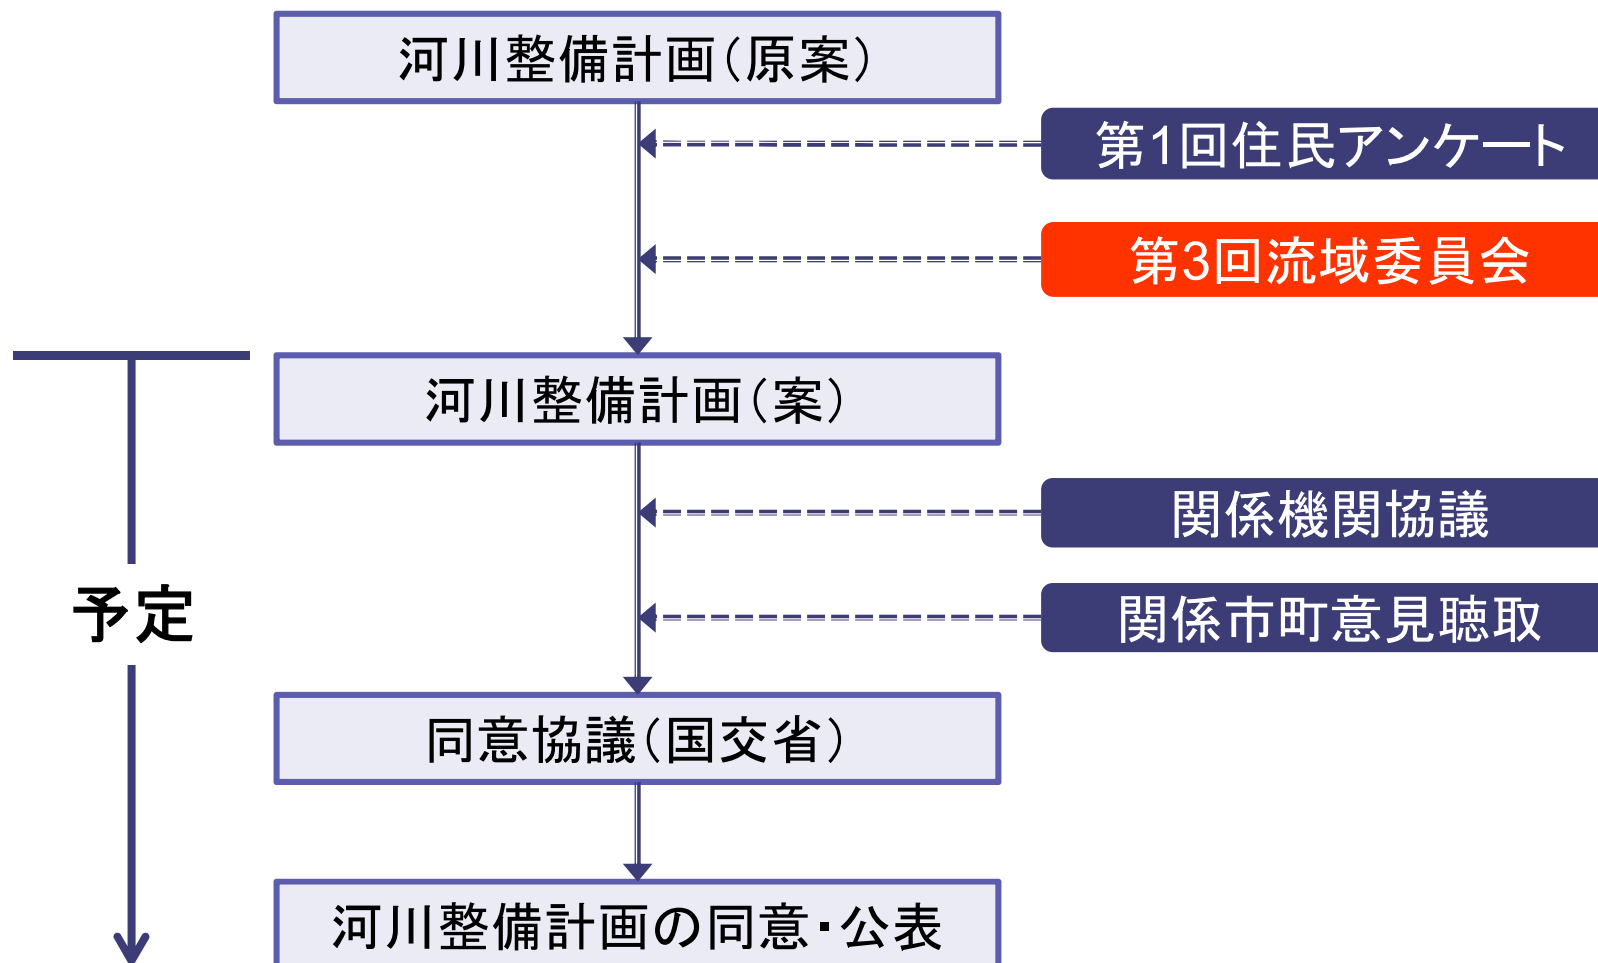 河川整備計画(原案)
第1回住民アンケート
第3回流域委員会
河川整備計画(案)
関係機関協議
予定
関係市町意見聴取
同意協議(国交省)
河川整備計画の同意・公表